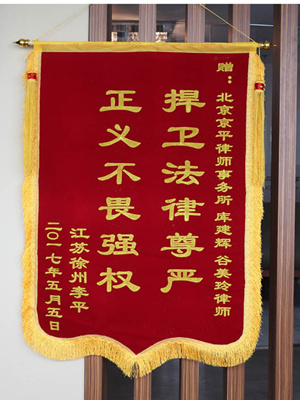 赠：北京京平律师事务所 库建辉 谷美玲律师
捍卫法律尊严
正义不畏强权
江苏徐州李平
二〇一七年五月五日